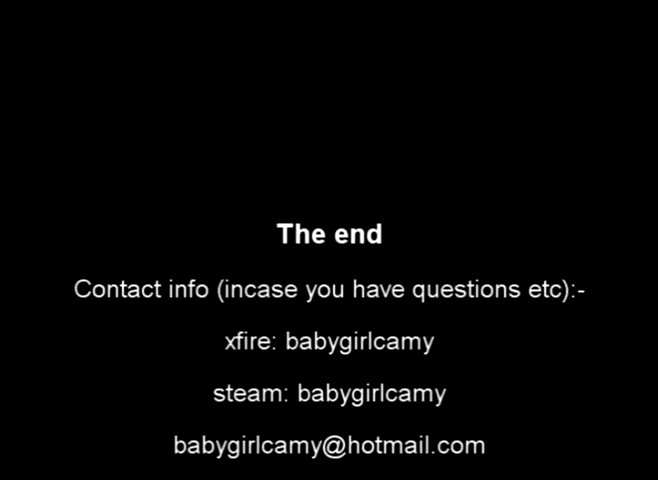 The end
Contact info (incase you have questions etc):-
xfire: babygirlcamy
steam: babygirlcamy
babygirlcamy@hotmail.com